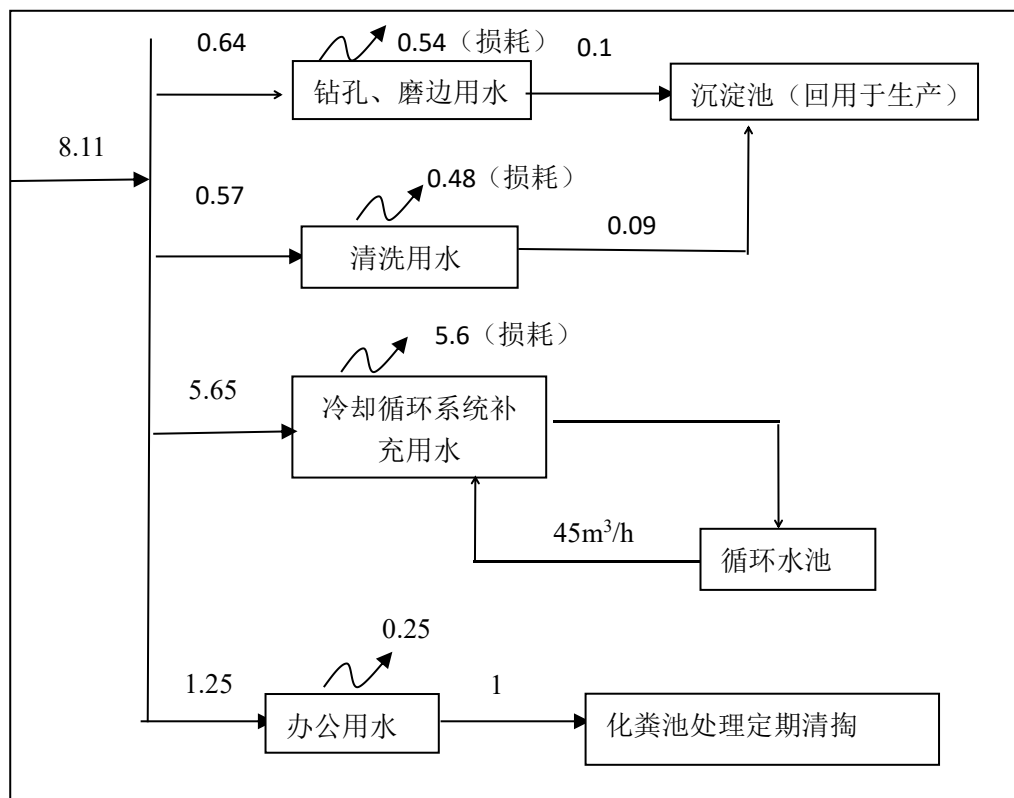 0.64
0.54（损耗）
0.1
钻孔、磨边用水
沉淀池（回用于生产）
8.11
0.57
0.48（损耗）
0.09
清洗用水
5.6（损耗）
5.65
冷却循环系统补
充用水
45m³/h
循环水池
0.25
1.25
1
办公用水
化粪池处理定期清掏